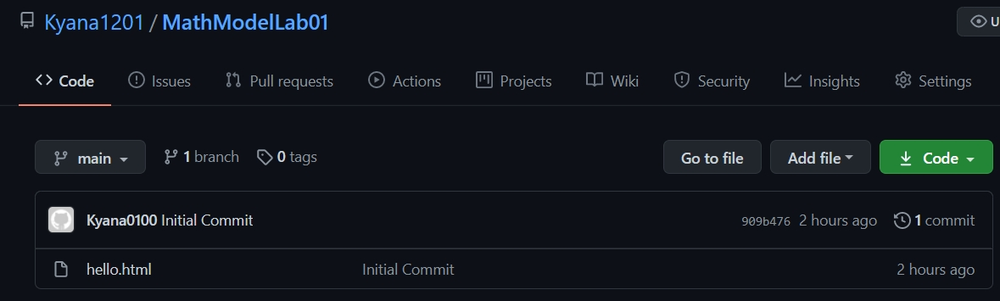 Kyana1201 / MathModelLab01
Code Issues Pull requests Actions Projects Wiki Security Insights Settings
main 1 branch 0 tags Go to file Add file Code
Kyana0100 Initial Commit 909b476 2 hours ago 1 commit
hello.html Initial Commit 2 hours ago